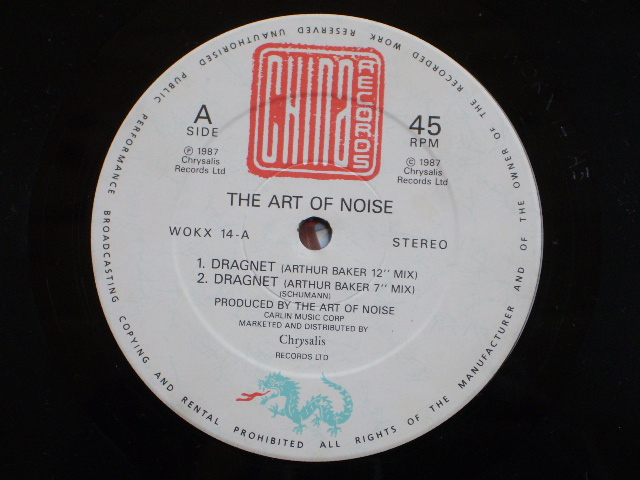 CHINA RECORDS
A
SIDE
℗ 1987
Chrysalis
Records Ltd
45
RPM
© 1987
Chrysalis
Records Ltd
THE ART OF NOISE
WOKX 14-A
STEREO
1. DRAGNET (ARTHUR BAKER 12'' MIX)
2. DRAGNET (ARTHUR BAKER 7'' MIX)
(SCHUMANN)
PRODUCED BY THE ART OF NOISE
CARLIN MUSIC CORP
MARKETED AND DISTRIBUTED BY
Chrysalis
RECORDS LTD
ALL RIGHTS OF THE MANUFACTURER AND OF THE OWNER OF THE RECORDED WORK RESERVED UNAUTHORISED PUBLIC PERFORMANCE BROADCASTING COPYING AND RENTAL PROHIBITED